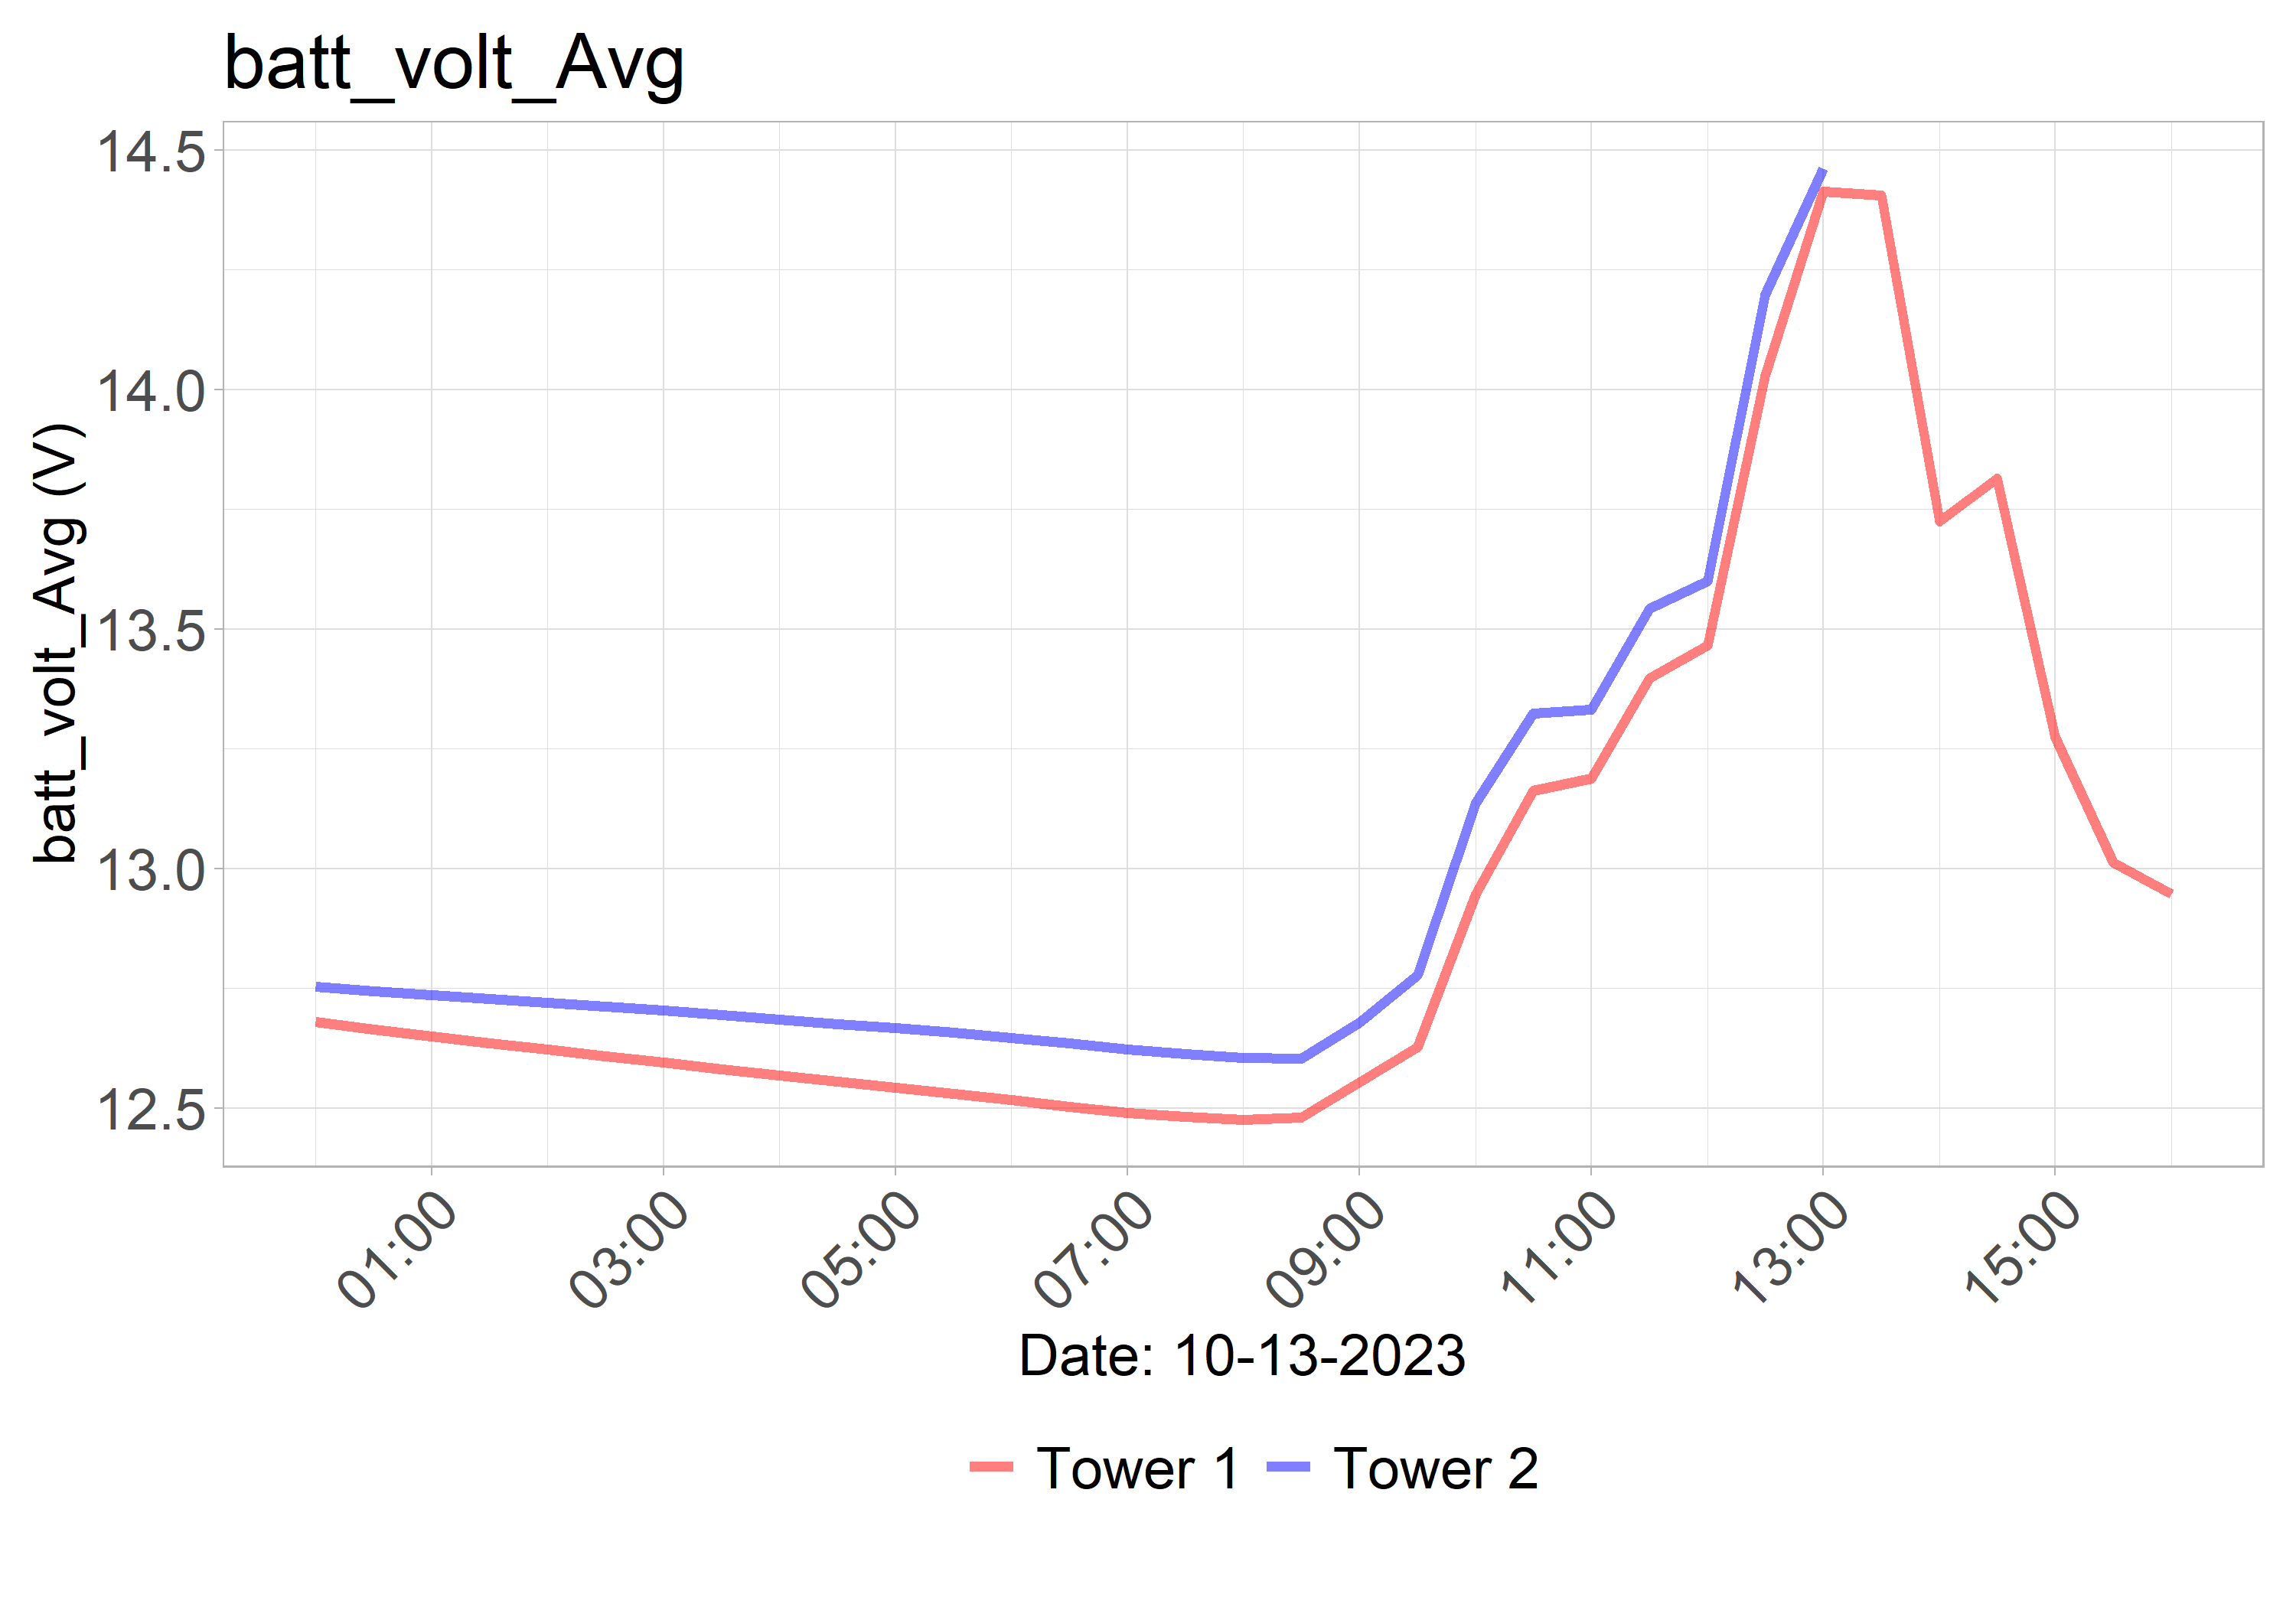 batt_volt_Avg
batt_volt_Avg (V)
14.5
14.0
13.5
13.0
12.5
01:00 03:00 05:00 07:00 09:00 11:00 13:00 15:00
Date: 10-13-2023
Tower 1 Tower 2